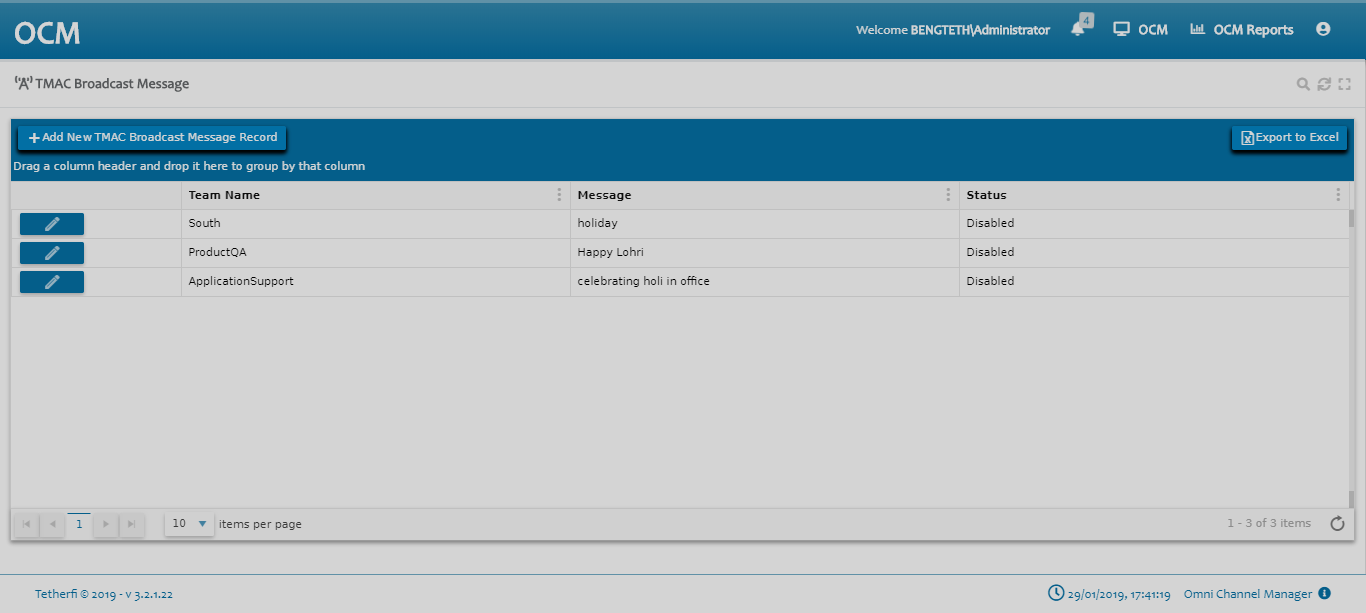 OCM
Welcome BENGTETH\Administrator
4
OCM
OCM Reports
TMAC Broadcast Message
Add New TMAC Broadcast Message Record
Export to Excel
Drag a column header and drop it here to group by that column
Team Name Message Status
South holiday Disabled
ProductQA Happy Lohri Disabled
ApplicationSupport celebrating holi in office Disabled
1 10 items per page 1 - 3 of 3 items
Tetherfi © 2019 - v 3.2.1.22 29/01/2019, 17:41:19 Omni Channel Manager